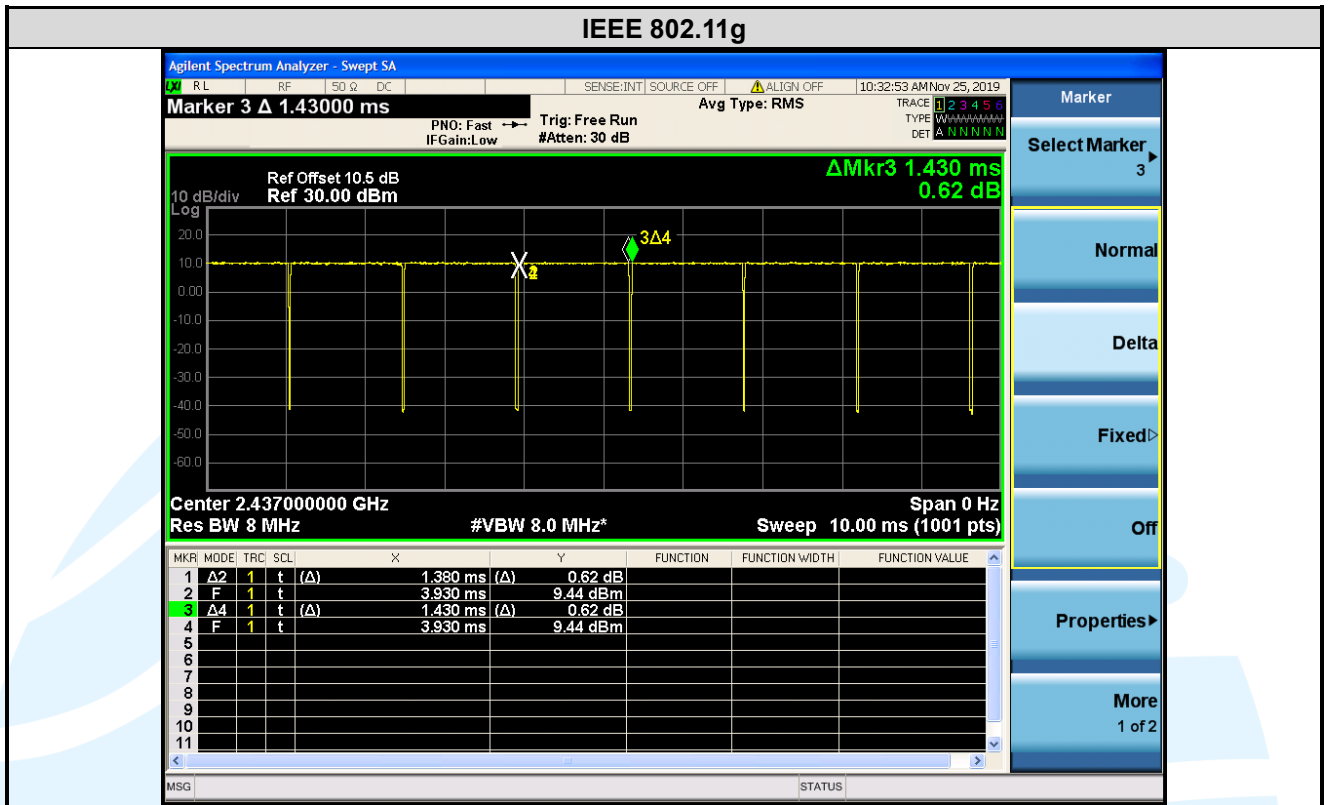 IEEE 802.11g
Agilent Spectrum Analyzer - Swept SA
LXI RL RF 50 Ω DC SENSE:INT SOURCE OFF ALIGN OFF 10:32:53 AM Nov 25, 2019
Marker 3 Δ 1.43000 ms
PNO: Fast
IFGain:Low
Trig: Free Run
#Atten: 30 dB
Avg Type: RMS
TRACE 1 2 3 4 5 6
TYPE WWWWWW
DET A N N N N N
ΔMkr3 1.430 ms
0.62 dB
Ref Offset 10.5 dB
10 dB/div Ref 30.00 dBm
Log
20.0
10.0
0.00
-10.0
-20.0
-30.0
-40.0
-50.0
-60.0
3Δ4
Center 2.437000000 GHz Span 0 Hz
Res BW 8 MHz #VBW 8.0 MHz* Sweep 10.00 ms (1001 pts)
MKR MODE TRC SCL X Y FUNCTION FUNCTION WIDTH FUNCTION VALUE
1 Δ2 1 t (Δ) 1.380 ms (Δ) 0.62 dB
2 F 1 t 3.930 ms 9.44 dBm
3 Δ4 1 t (Δ) 1.430 ms (Δ) 0.62 dB
4 F 1 t 3.930 ms 9.44 dBm
5
6
7
8
9
10
11
MSG STATUS
Marker
Select Marker
3
Normal
Delta
Fixed
Off
Properties
More
1 of 2